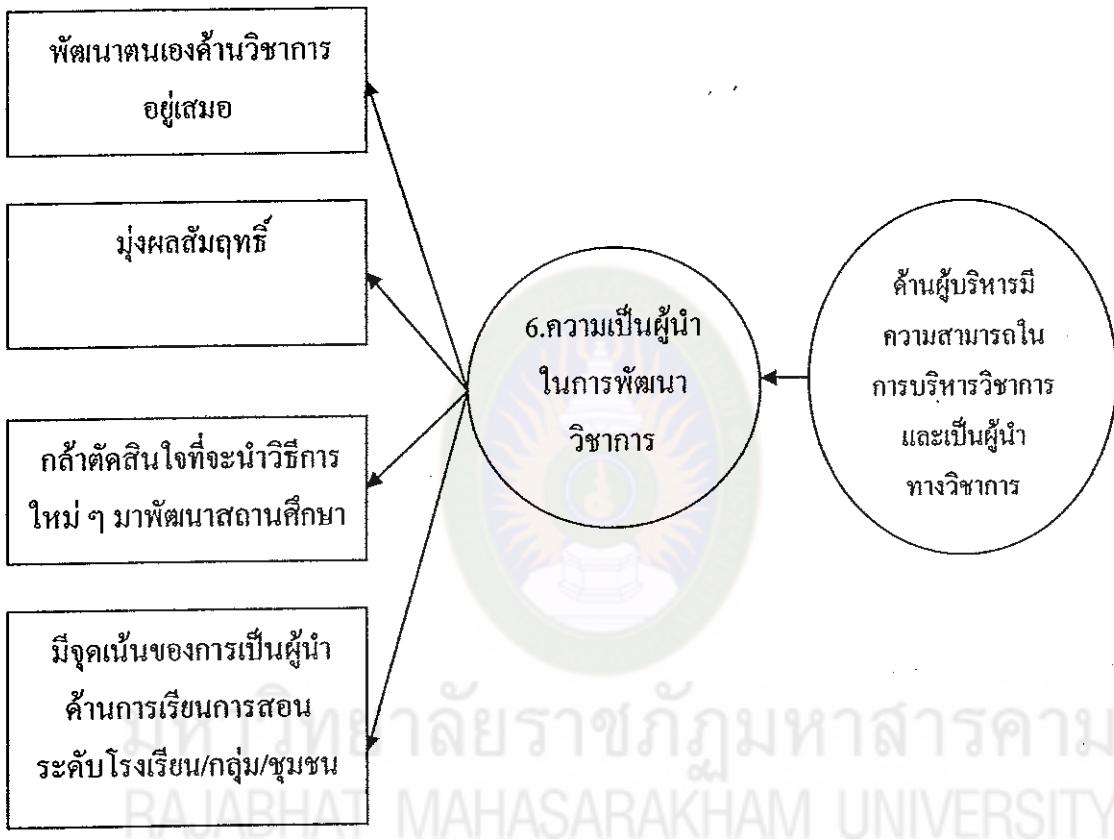 พัฒนาตนเองด้านวิชาการ
อยู่เสมอ
มุ่งผลสัมฤทธิ์
กล้าตัดสินใจที่จะนำวิธีการ
ใหม่ ๆ มาพัฒนาสถานศึกษา
มีจุดเน้นของการเป็นผู้นำ
ด้านการเรียนการสอน
ระดับโรงเรียน/กลุ่ม/ชุมชน
6.ความเป็นผู้นำ
ในการพัฒนา
วิชาการ
ด้านผู้บริหารมี
ความสามารถใน
การบริหารวิชาการ
และเป็นผู้นำ
ทางวิชาการ
มหาวิทยาลัยราชภัฏมหาสารคาม
RAJABHAT MAHASARAKHAM UNIVERSITY